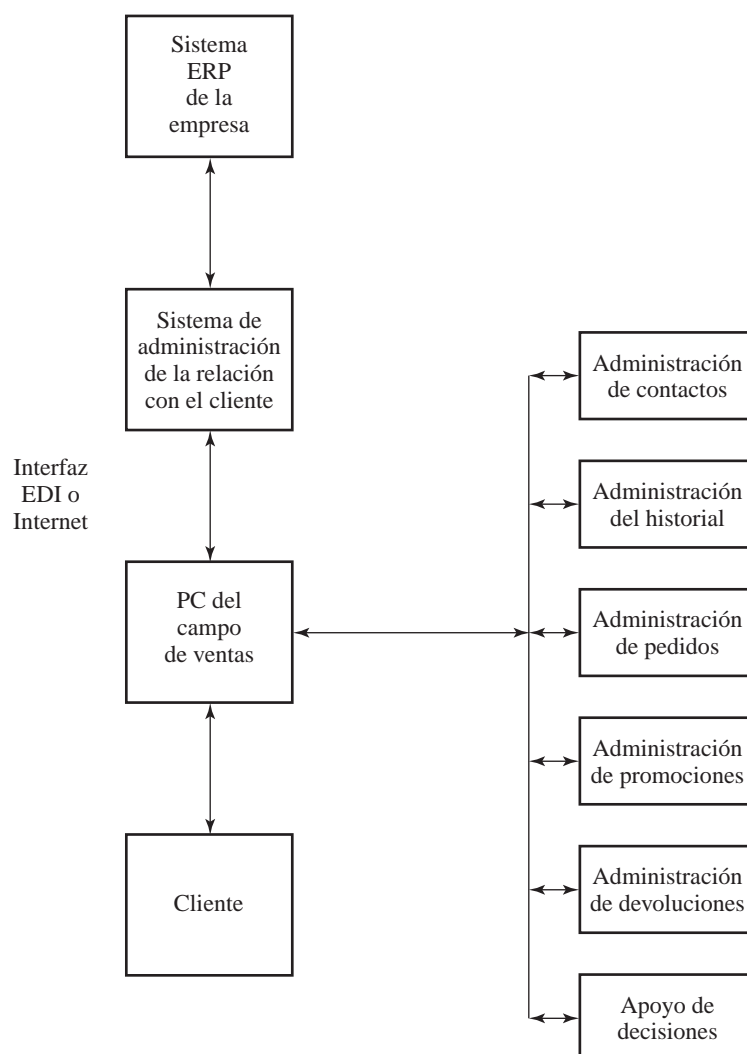 Sistema
ERP
de la
empresa
Sistema de
administración
de la relación
con el cliente
Interfaz
EDI o
Internet
PC del
campo
de ventas
Cliente
Administración
de contactos
Administración
del historial
Administración
de pedidos
Administración
de promociones
Administración
de devoluciones
Apoyo de
decisiones